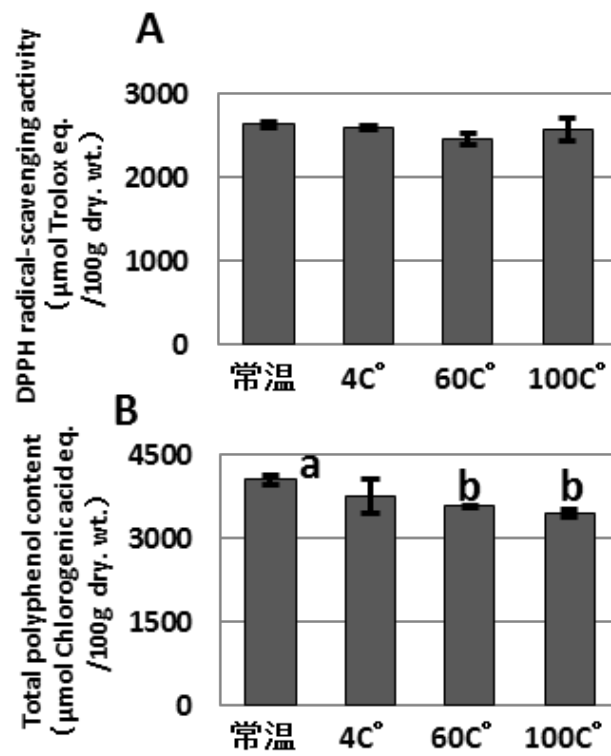 A
DPPH radical-scavenging activity
( μmol Trolox eq.
/100g dry. wt.)
3000
2000
1000
0
常温 4C° 60C° 100C°
B
Total polyphenol content
( μmol Chlorogenic acid eq.
/100g dry. wt.)
4500
3000
1500
0
a b b
常温 4C° 60C° 100C°